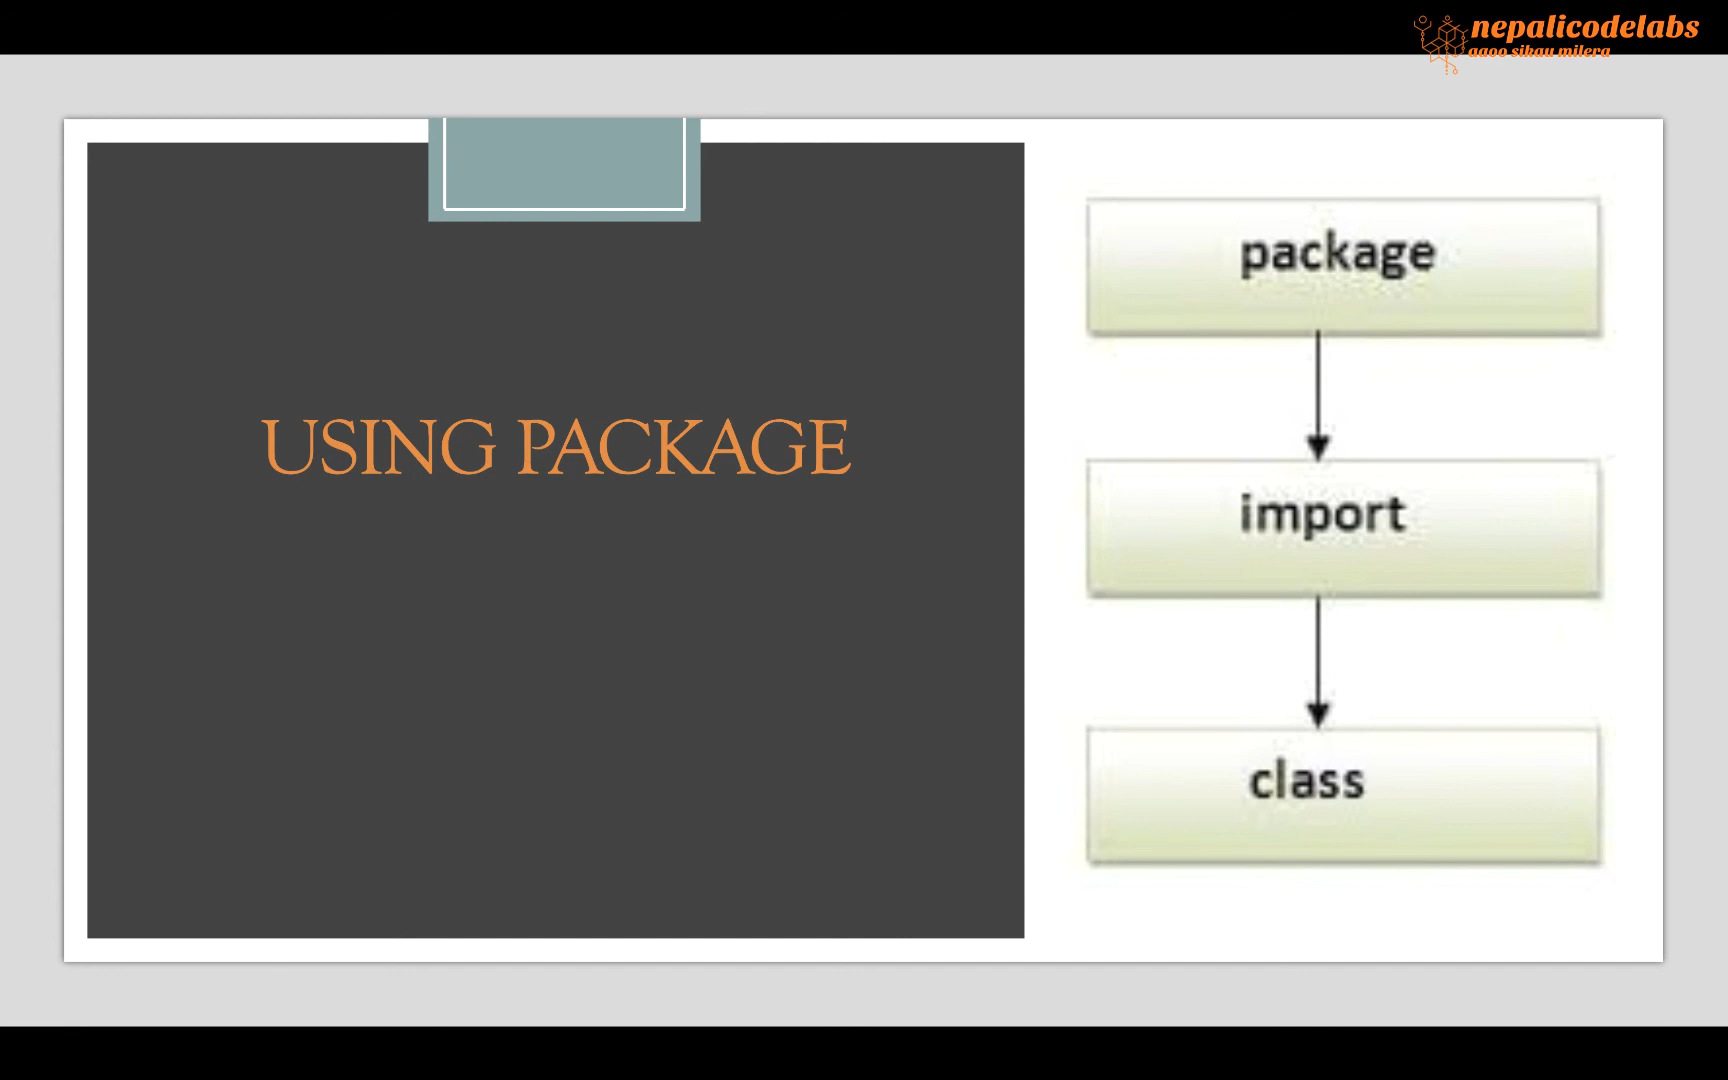 nepalicodelabs
aaoo sikau milera
USING PACKAGE
package
import
class